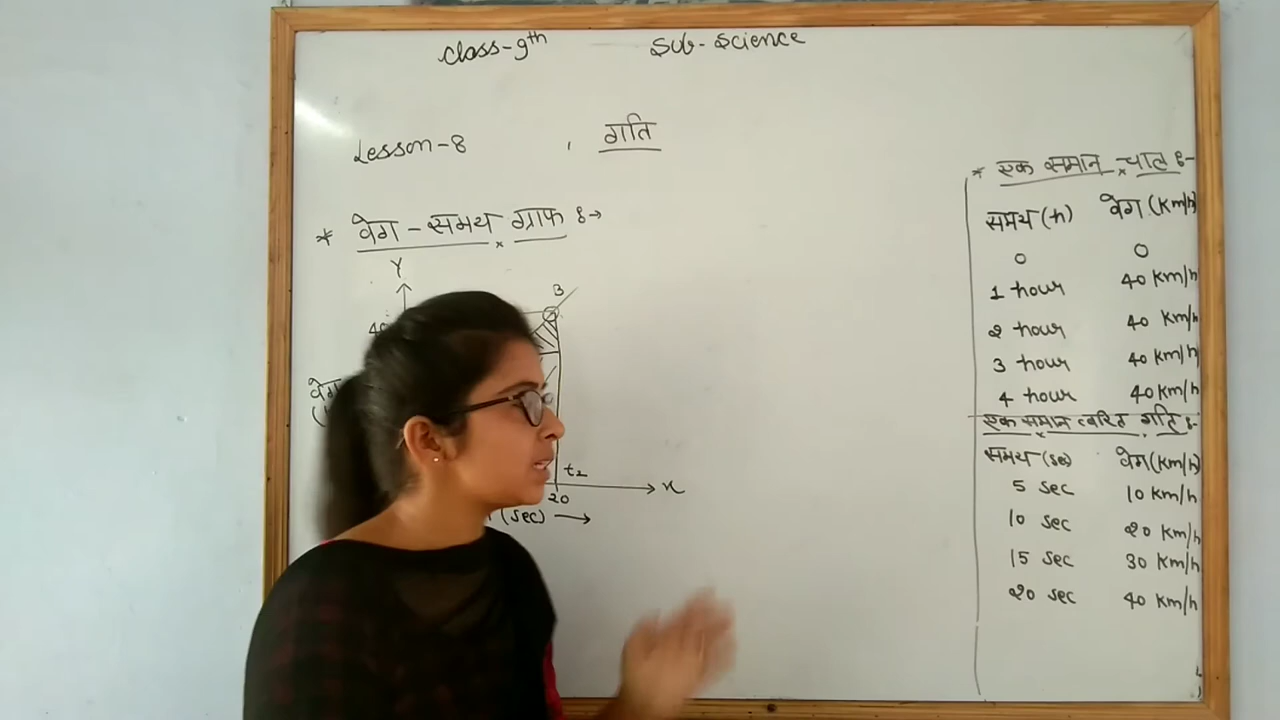 class-9th Sub-Science
Lesson-8 , गति
* वेग-समय ग्राफ :→
Y
3
t2
20
x
(sec) →
* एक समान चाल :-
समय (h) वेग (Km/h)
0 0
1 hour 40 Km/h
2 hour 40 Km/h
3 hour 40 Km/h
4 hour 40 Km/h
एक समान त्वरित गति :-
समय (sec) वेग (Km/h)
5 sec 10 Km/h
10 sec 20 Km/h
15 sec 30 Km/h
20 sec 40 Km/h